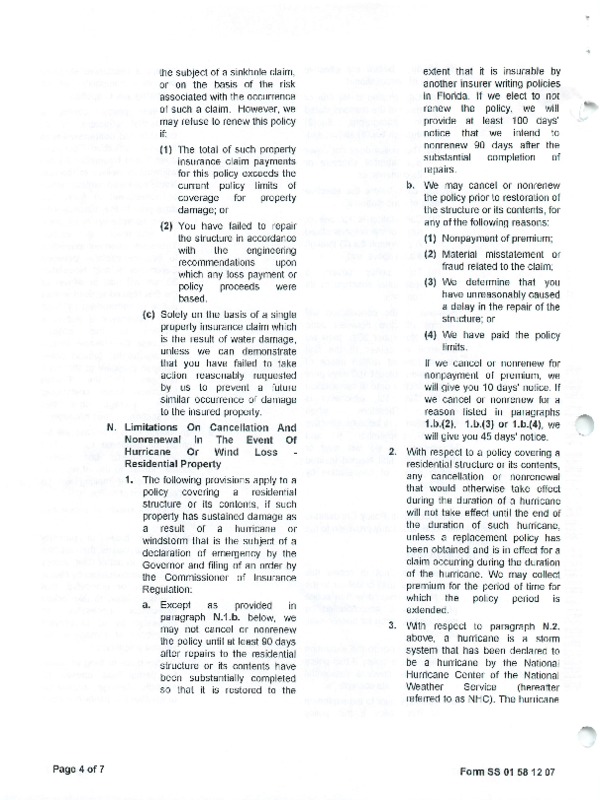 the subject of a sinkhole claim,
or on the basis of the risk
associated with the occurrence
of such a claim. However, we
may refuse to renew this policy
if:
(1) The total of such property
insurance claim payments
for this policy exceeds the
current policy limits of
coverage for property
damage; or
(2) You have failed to repair
the structure in accordance
with the engineering
recommendations upon
which any loss payment or
policy proceeds were
based.
(c) Solely on the basis of a single
property insurance claim which
is the result of water damage,
unless we can demonstrate
that you have failed to take
action reasonably requested
by us to prevent a future
similar occurrence of damage
to the insured property.
N. Limitations On Cancellation And
Nonrenewal In The Event Of
Hurricane Or Wind Loss -
Residential Property
1. The following provisions apply to a
policy covering a residential
structure or its contents, if such
property has sustained damage as
a result of a hurricane or
windstorm that is the subject of a
declaration of emergency by the
Governor and filing of an order by
the Commissioner of Insurance
Regulation:
a. Except as provided in
paragraph N.1.b. below, we
may not cancel or nonrenew
the policy until at least 90 days
after repairs to the residential
structure or its contents have
been substantially completed
so that it is restored to the
extent that it is insurable by
another insurer writing policies
in Florida. If we elect to not
renew the policy, we will
provide at least 100 days'
notice that we intend to
nonrenew 90 days after the
substantial completion of
repairs.
b. We may cancel or nonrenew
the policy prior to restoration of
the structure or its contents, for
any of the following reasons:
(1) Nonpayment of premium;
(2) Material misstatement or
fraud related to the claim;
(3) We determine that you
have unreasonably caused
a delay in the repair of the
structure; or
(4) We have paid the policy
limits.
If we cancel or nonrenew for
nonpayment of premium, we
will give you 10 days' notice. If
we cancel or nonrenew for a
reason listed in paragraphs
1.b.(2), 1.b.(3) or 1.b.(4), we
will give you 45 days' notice.
2. With respect to a policy covering a
residential structure or its contents,
any cancellation or nonrenewal
that would otherwise take effect
during the duration of a hurricane
will not take effect until the end of
the duration of such hurricane,
unless a replacement policy has
been obtained and is in effect for a
claim occurring during the duration
of the hurricane. We may collect
premium for the period of time for
which the policy period is
extended.
3. With respect to paragraph N.2.
above, a hurricane is a storm
system that has been declared to
be a hurricane by the National
Hurricane Center of the National
Weather Service (hereafter
referred to as NHC). The hurricane
Page 4 of 7
Form SS 01 58 12 07